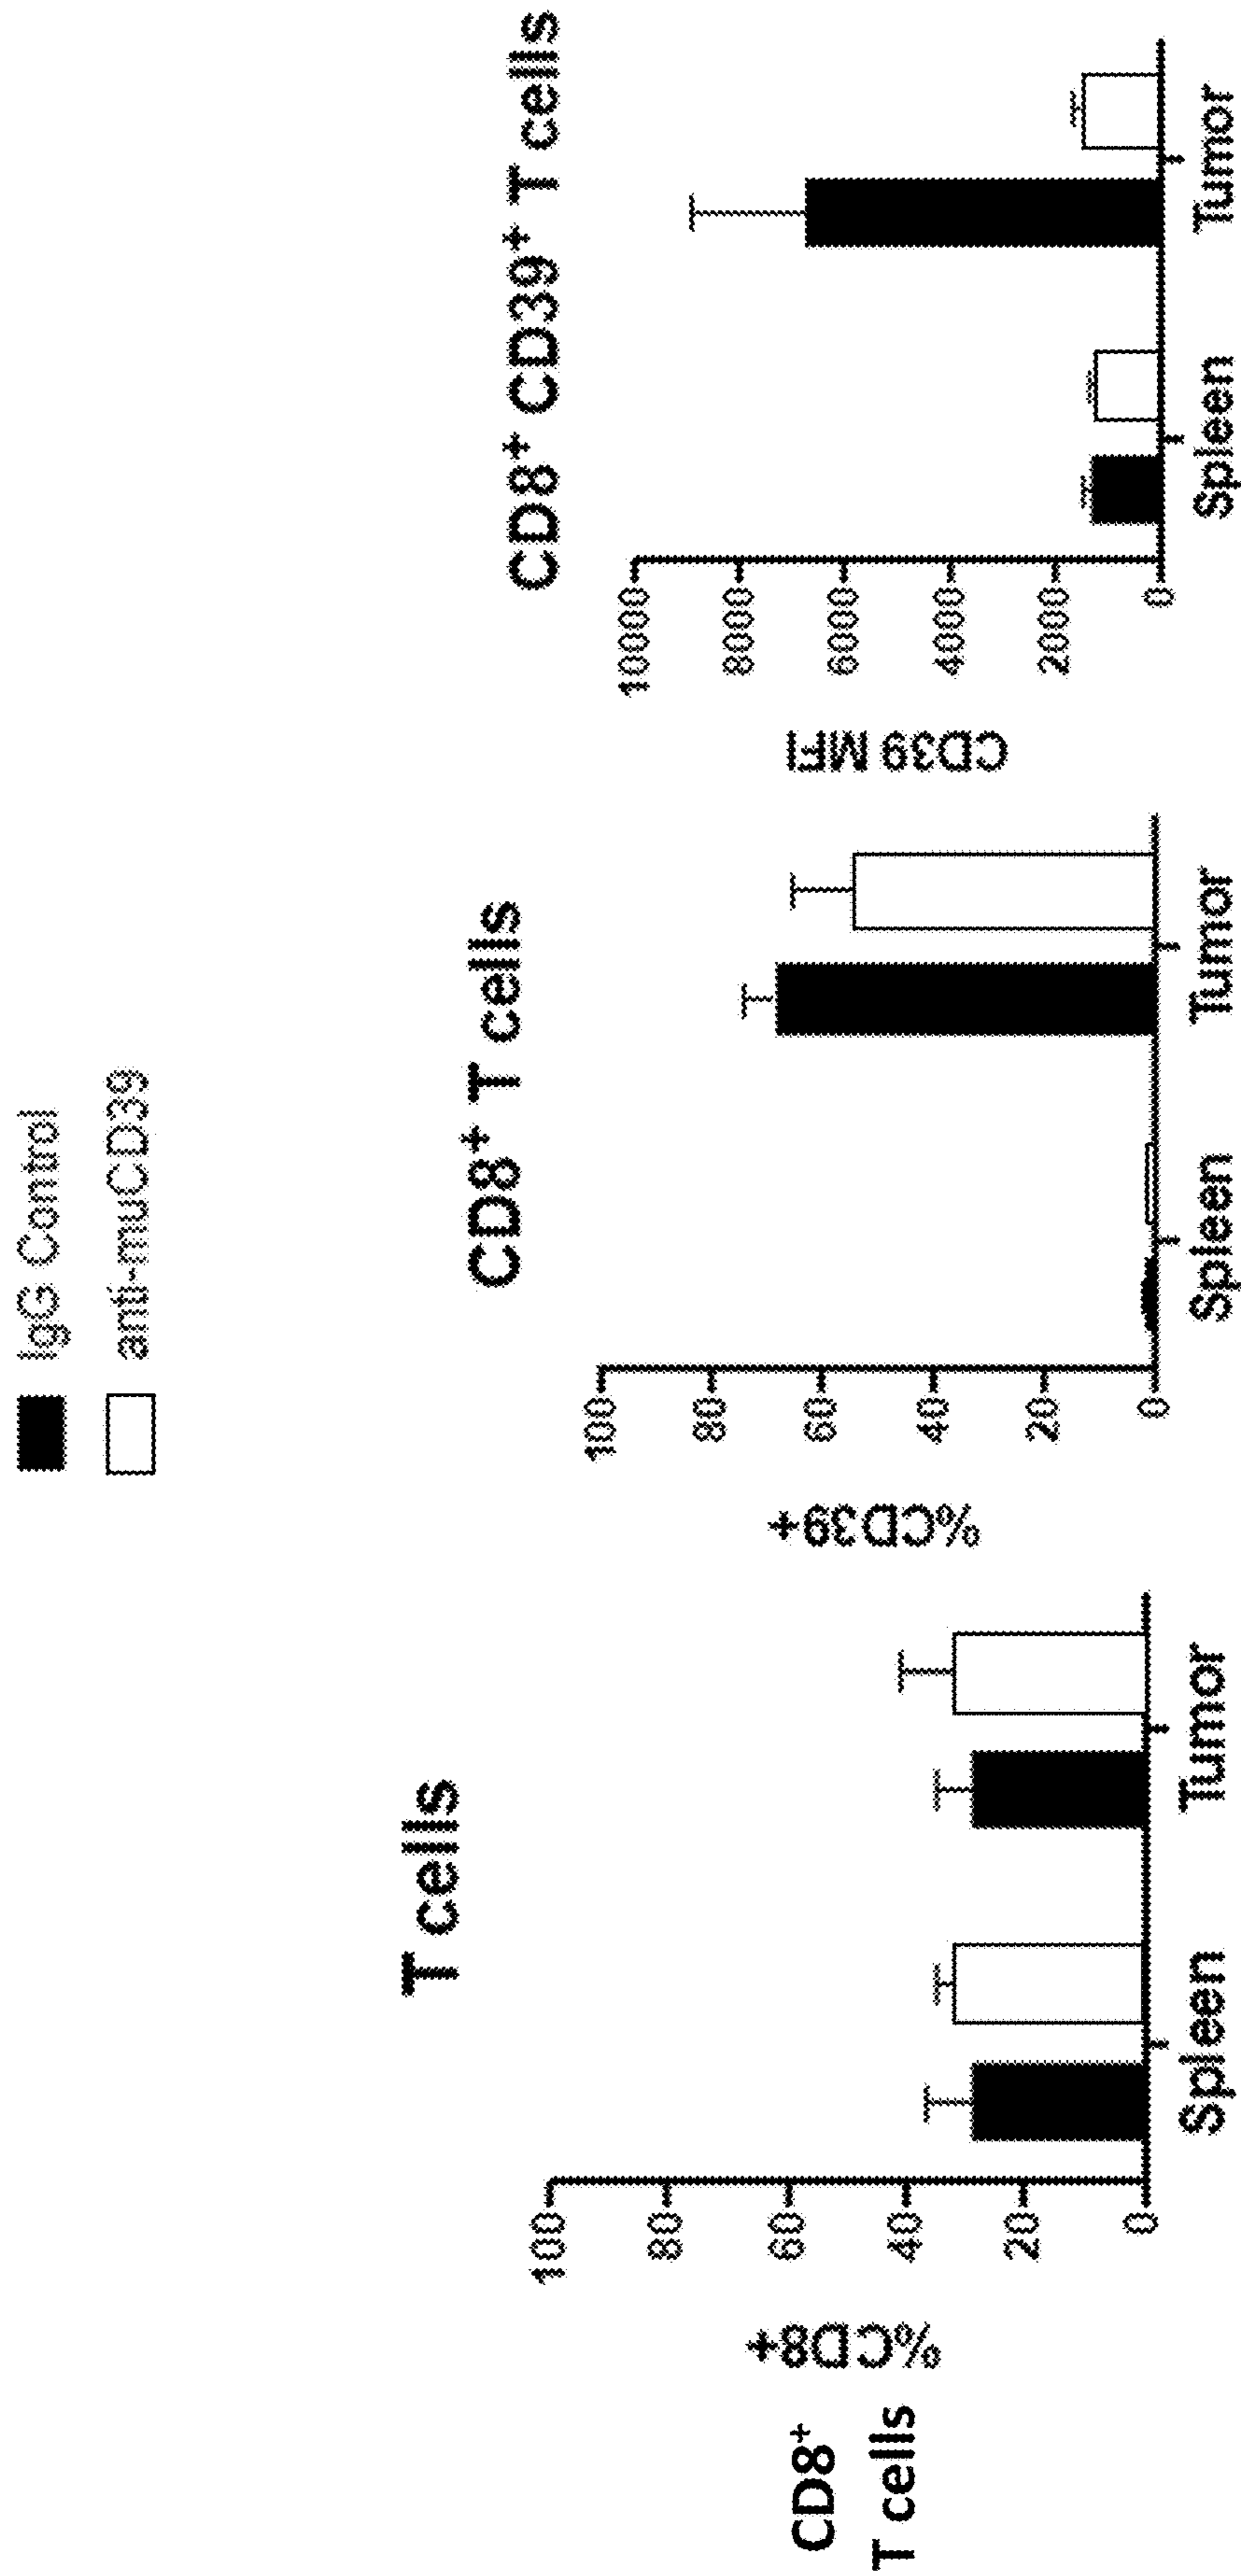 IgG Control
anti-muCD39
CD8⁺
T cells
T cells
%CD8+
100
80
60
40
20
0
Spleen
Tumor
CD8⁺ T cells
%CD39+
100
80
60
40
20
0
Spleen
Tumor
CD8⁺ CD39⁺ T cells
CD39 MFI
10000
8000
6000
4000
2000
0
Spleen
Tumor